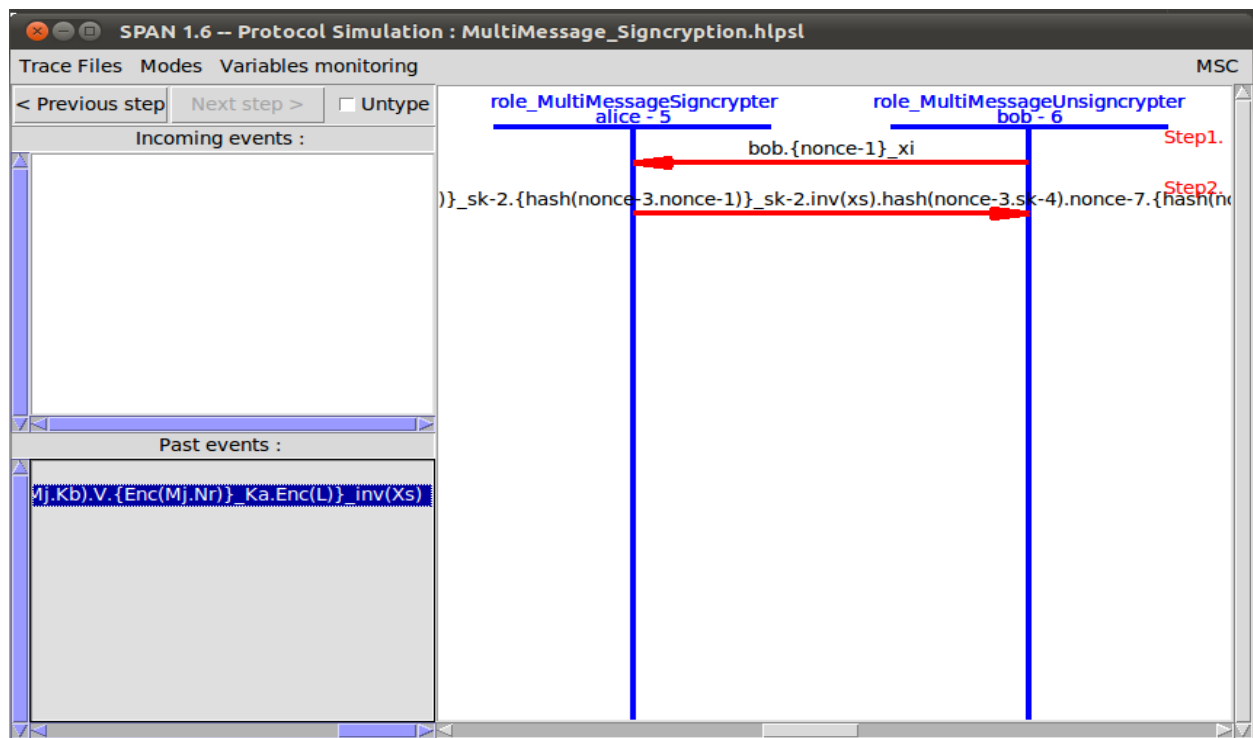 SPAN 1.6 -- Protocol Simulation : MultiMessage_Signcryption.hlpsl
Trace Files Modes Variables monitoring MSC
< Previous step Next step > Untype
Incoming events :
Past events :
Mj.Kb).V.{Enc(Mj.Nr)}_Ka.Enc(L)}_inv(Xs)
role_MultiMessageSigncrypter role_MultiMessageUnsigncrypter
alice - 5 bob - 6
Step1.
bob.{nonce-1}_xi
Step2.
)}_sk-2.{hash(nonce-3.nonce-1)}_sk-2.inv(xs).hash(nonce-3.sk-4).nonce-7.{hash(no